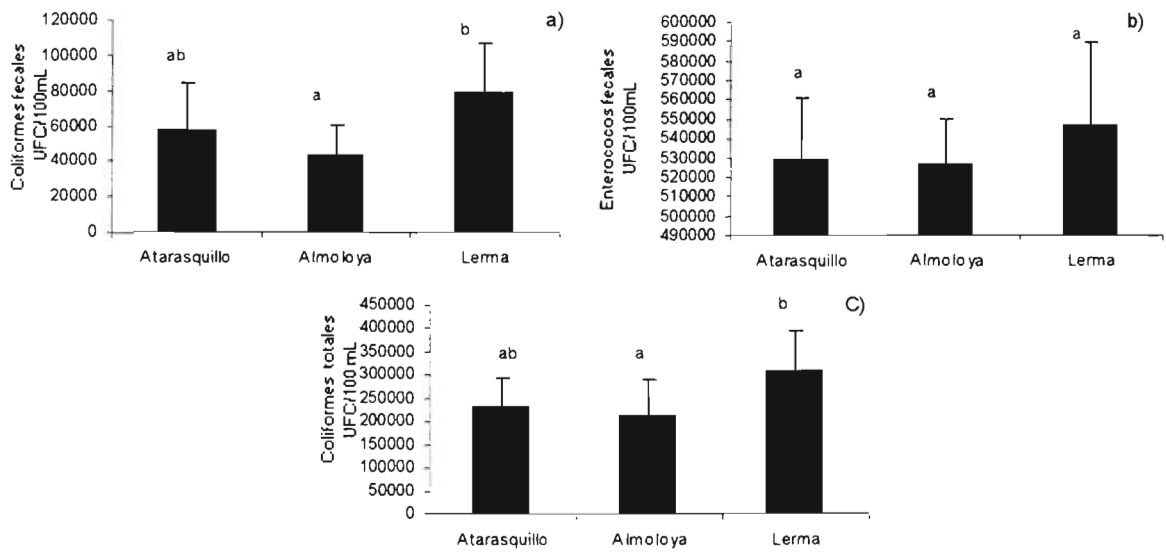 Coliformes fecales
UFC/100mL
120000
100000
80000
60000
40000
20000
0
ab
a
b
a)
Atarasquillo
Almoloya
Lerma
Enterococos fecales
UFC/100mL
600000
590000
580000
570000
560000
550000
540000
530000
520000
510000
500000
490000
a
a
a
b)
Atarasquillo
Almoloya
Lerma
Coliformes totales
UFC/100 mL
450000
400000
350000
300000
250000
200000
150000
100000
50000
0
ab
a
b
C)
Atarasquillo
Almoloya
Lerma